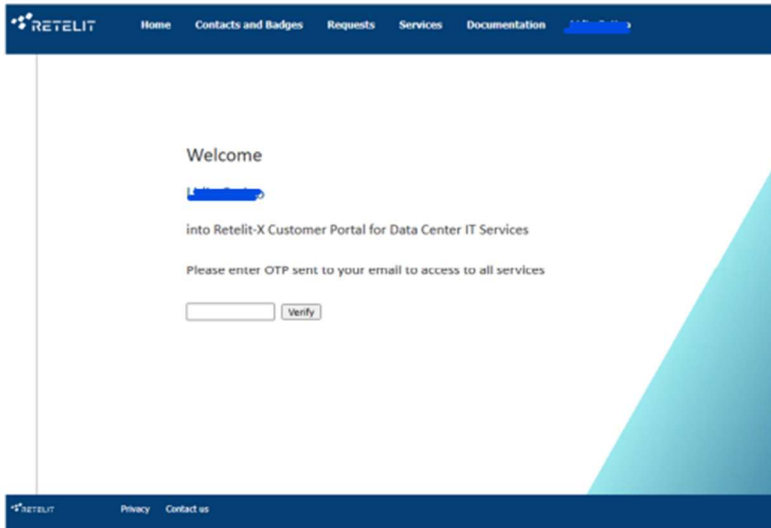 RETELIT Home Contacts and Badges Requests Services Documentation
Welcome
into Retelit-X Customer Portal for Data Center IT Services
Please enter OTP sent to your email to access to all services
Verify
RETELIT Privacy Contact us